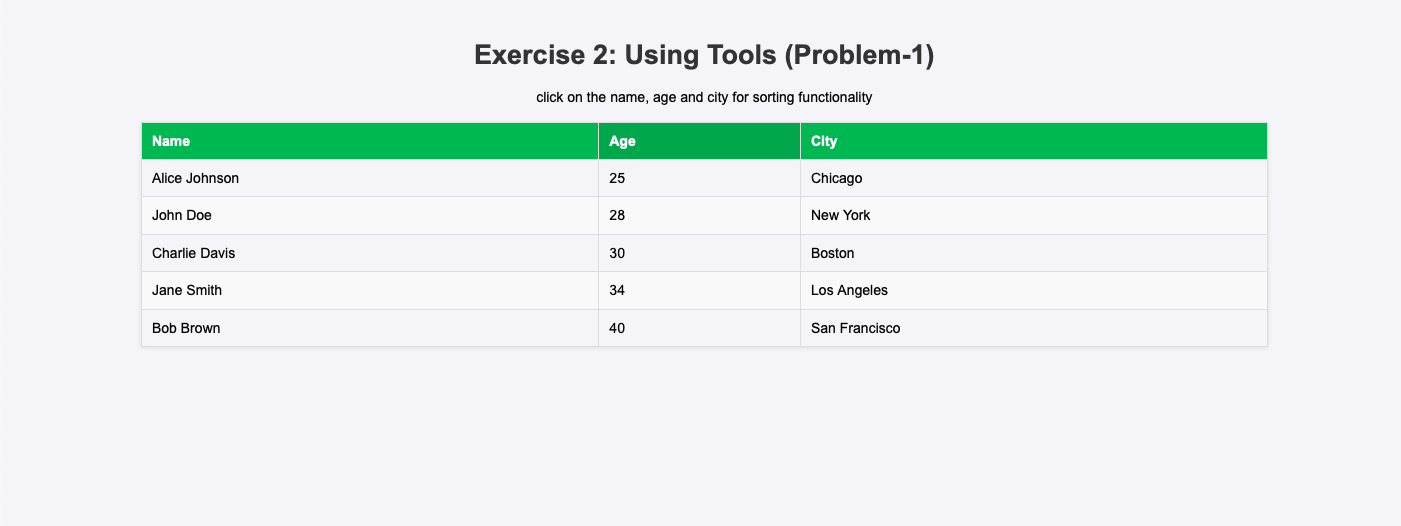 Exercise 2: Using Tools (Problem-1)
click on the name, age and city for sorting functionality
Name Age City
Alice Johnson 25 Chicago
John Doe 28 New York
Charlie Davis 30 Boston
Jane Smith 34 Los Angeles
Bob Brown 40 San Francisco